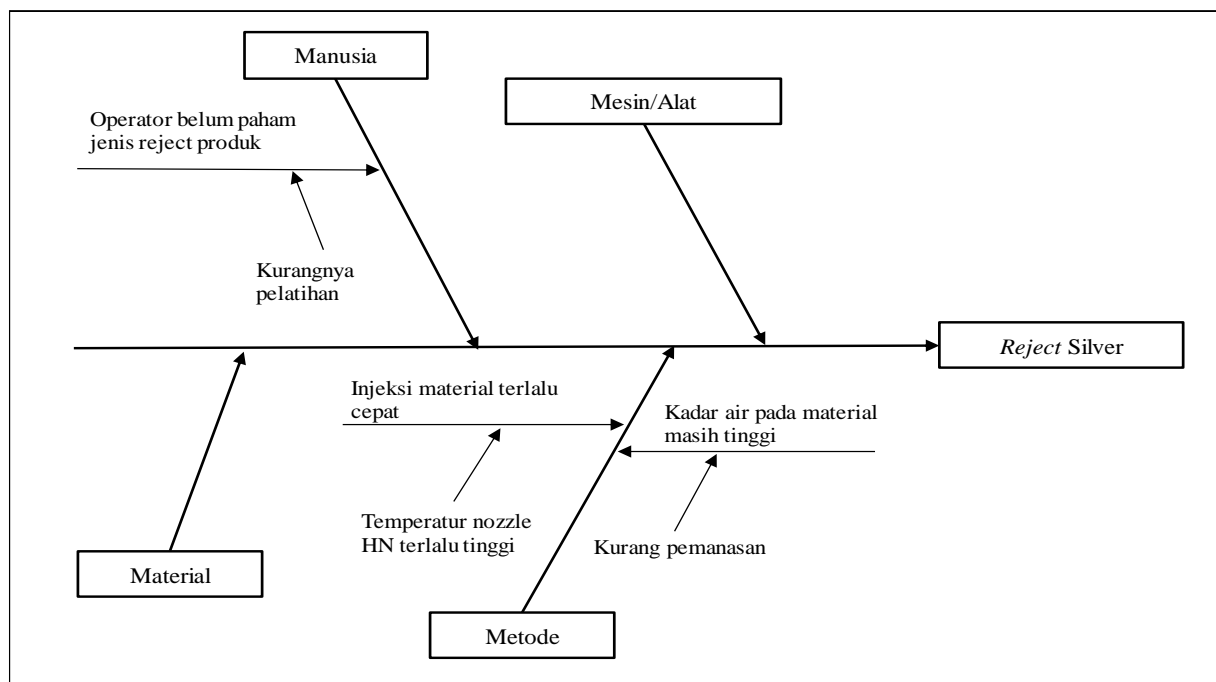 Manusia
Mesin/Alat
Operator belum paham
jenis reject produk
Kurangnya
pelatihan
Reject Silver
Injeksi material terlalu
cepat
Kadar air pada material
masih tinggi
Temperatur nozzle
HN terlalu tinggi
Kurang pemanasan
Material
Metode